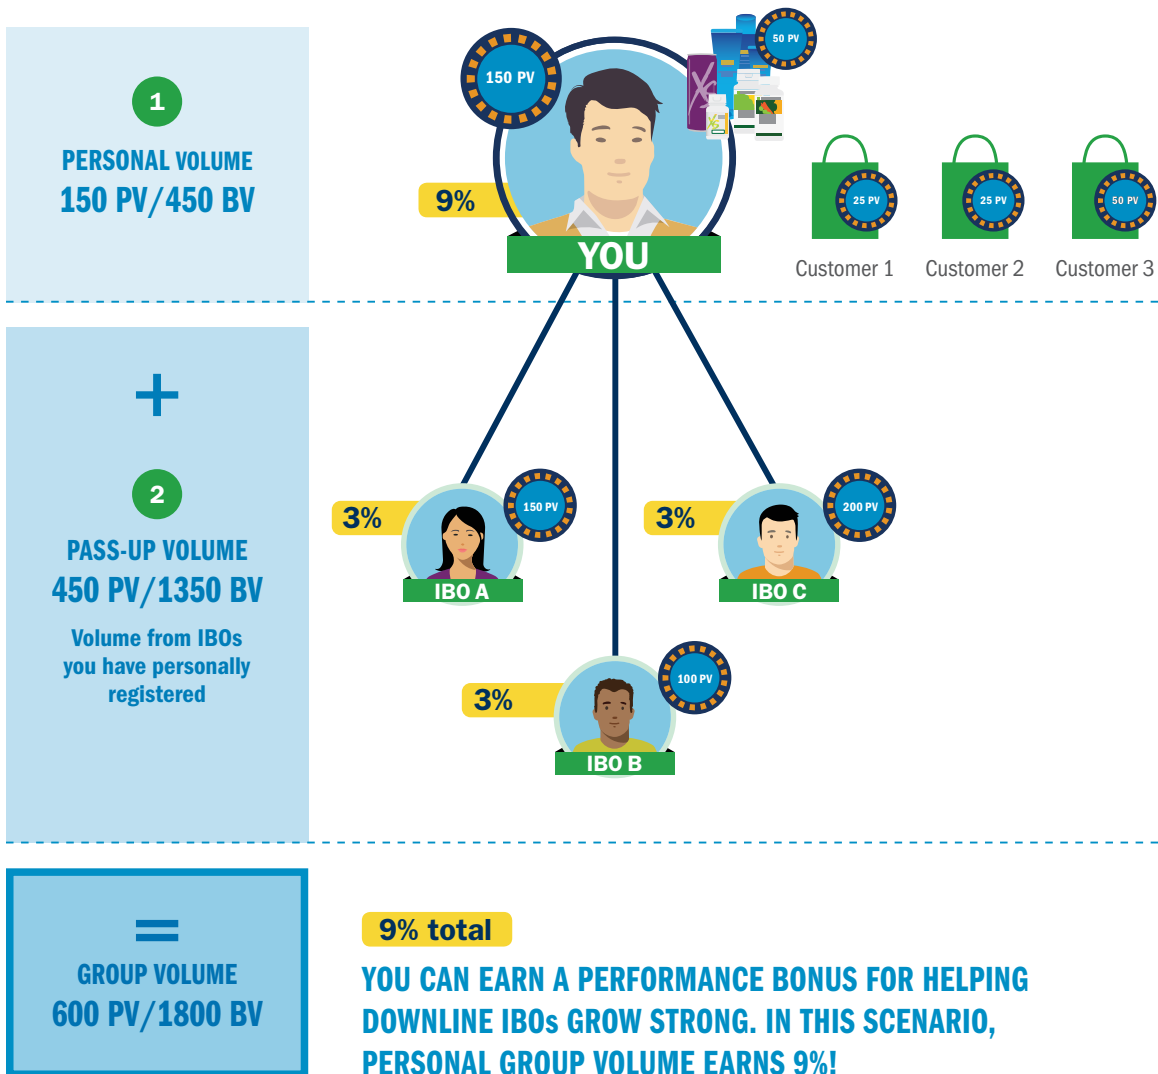 1
PERSONAL VOLUME
150 PV/450 BV
150 PV
50 PV
9%
YOU
25 PV
25 PV
50 PV
Customer 1
Customer 2
Customer 3
+
2
PASS-UP VOLUME
450 PV/1350 BV
Volume from IBOs
you have personally
registered
3%
150 PV
IBO A
3%
200 PV
IBO C
3%
100 PV
IBO B
=
GROUP VOLUME
600 PV/1800 BV
9% total
YOU CAN EARN A PERFORMANCE BONUS FOR HELPING
DOWNLINE IBOs GROW STRONG. IN THIS SCENARIO,
PERSONAL GROUP VOLUME EARNS 9%!
XS
XS